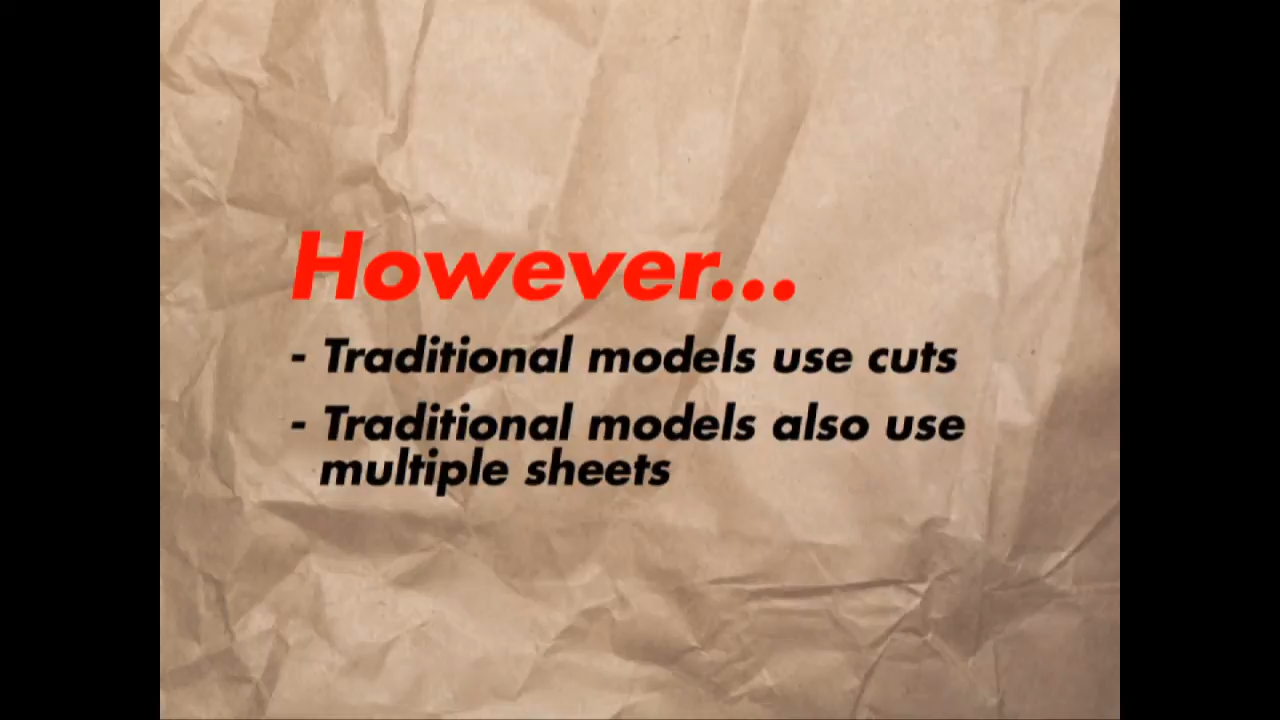 However...
- Traditional models use cuts
- Traditional models also use
multiple sheets